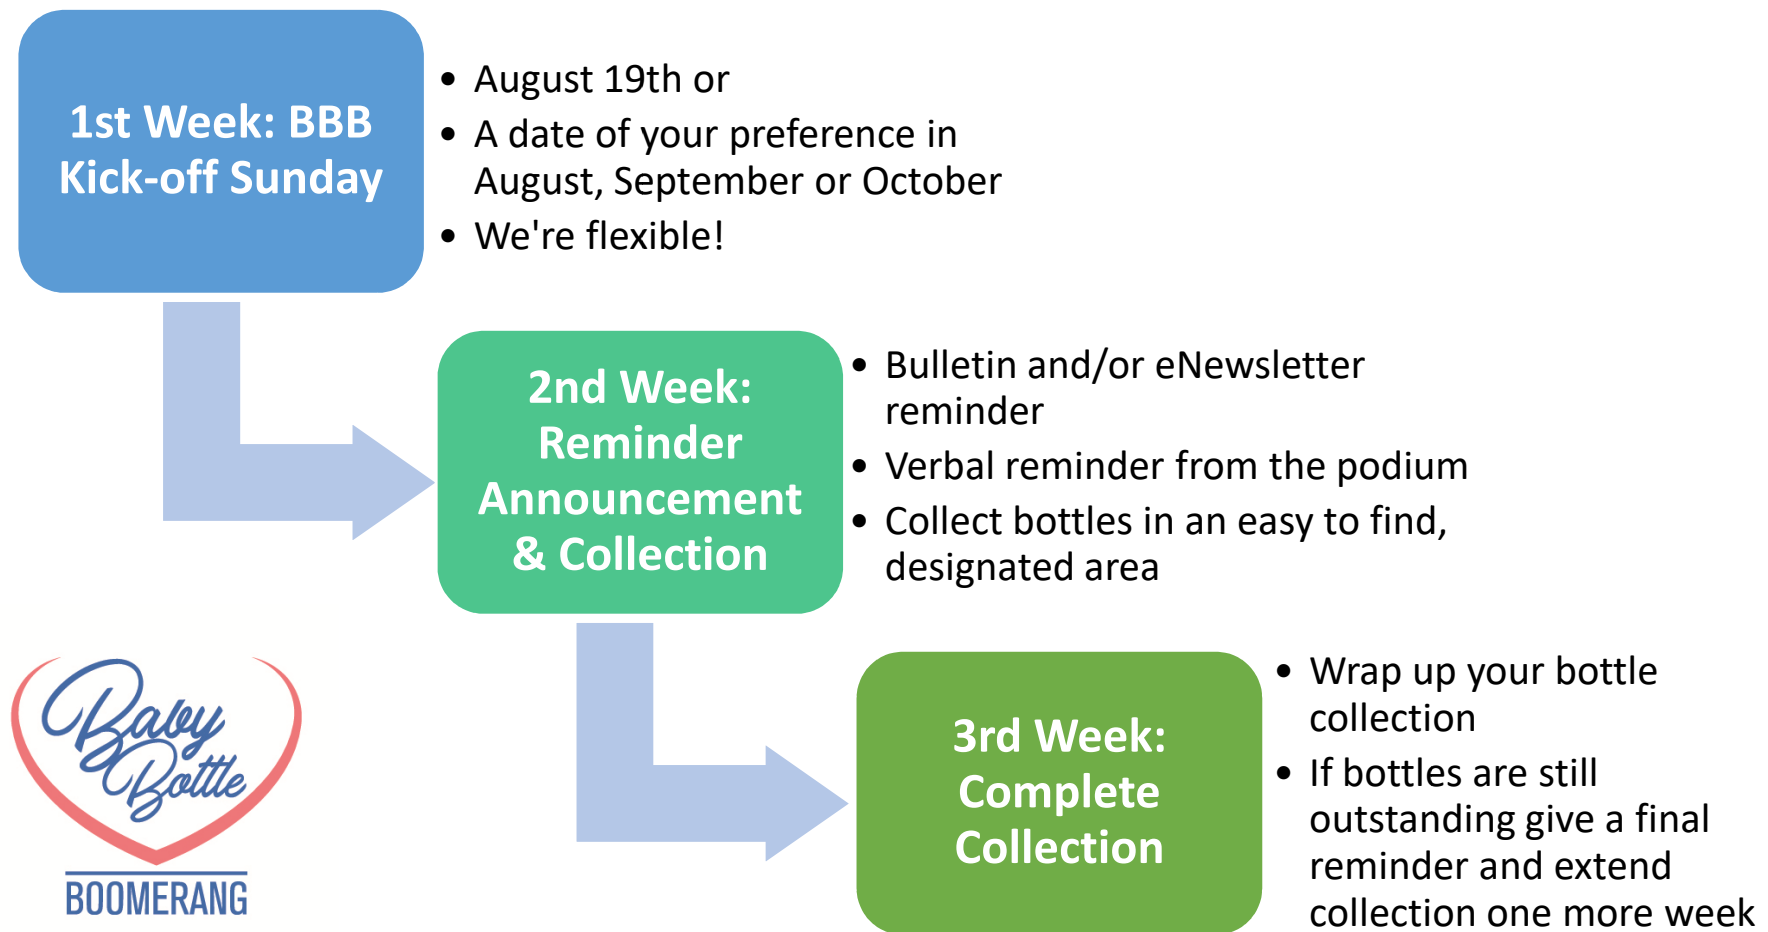 1st Week: BBB
Kick-off Sunday
• August 19th or
• A date of your preference in
August, September or October
• We're flexible!
2nd Week:
Reminder
Announcement
& Collection
• Bulletin and/or eNewsletter
reminder
• Verbal reminder from the podium
• Collect bottles in an easy to find,
designated area
3rd Week:
Complete
Collection
• Wrap up your bottle
collection
• If bottles are still
outstanding give a final
reminder and extend
collection one more week
Baby
Bottle
BOOMERANG